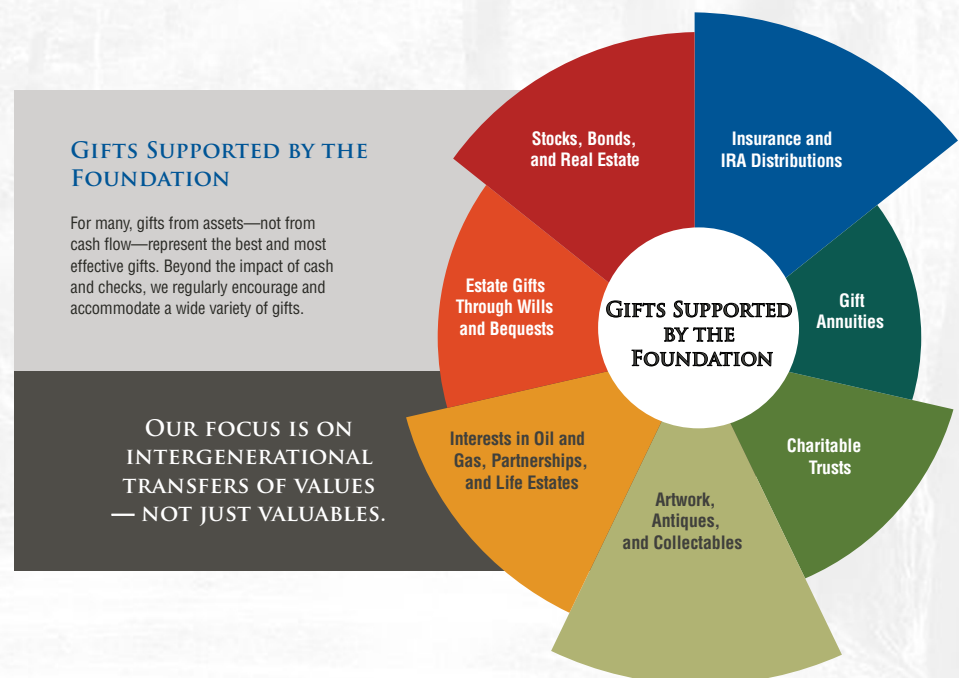 Gifts Supported by the
Foundation
For many, gifts from assets—not from
cash flow—represent the best and most
effective gifts. Beyond the impact of cash
and checks, we regularly encourage and
accommodate a wide variety of gifts.
Our focus is on
intergenerational
transfers of values
— not just valuables.
Stocks, Bonds,
and Real Estate
Insurance and
IRA Distributions
Estate Gifts
Through Wills
and Bequests
Gifts Supported
by the
Foundation
Gift
Annuities
Interests in Oil and
Gas, Partnerships,
and Life Estates
Charitable
Trusts
Artwork,
Antiques,
and Collectables